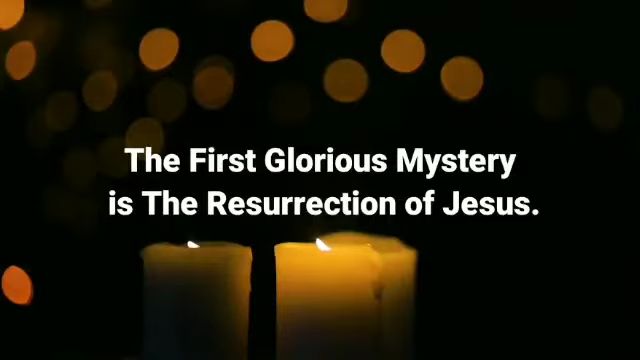 The First Glorious Mystery
is The Resurrection of Jesus.